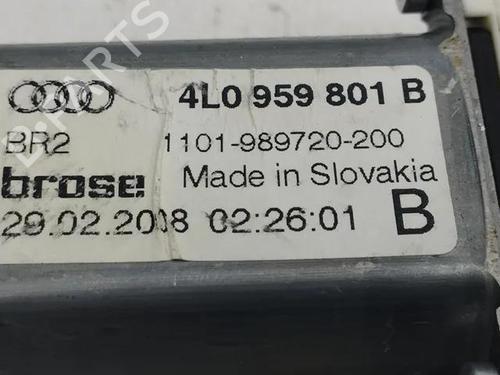 4L0 959 801 B
BR2 1101-989720-200
brose Made in Slovakia
29.02.2008 02:26:01 B